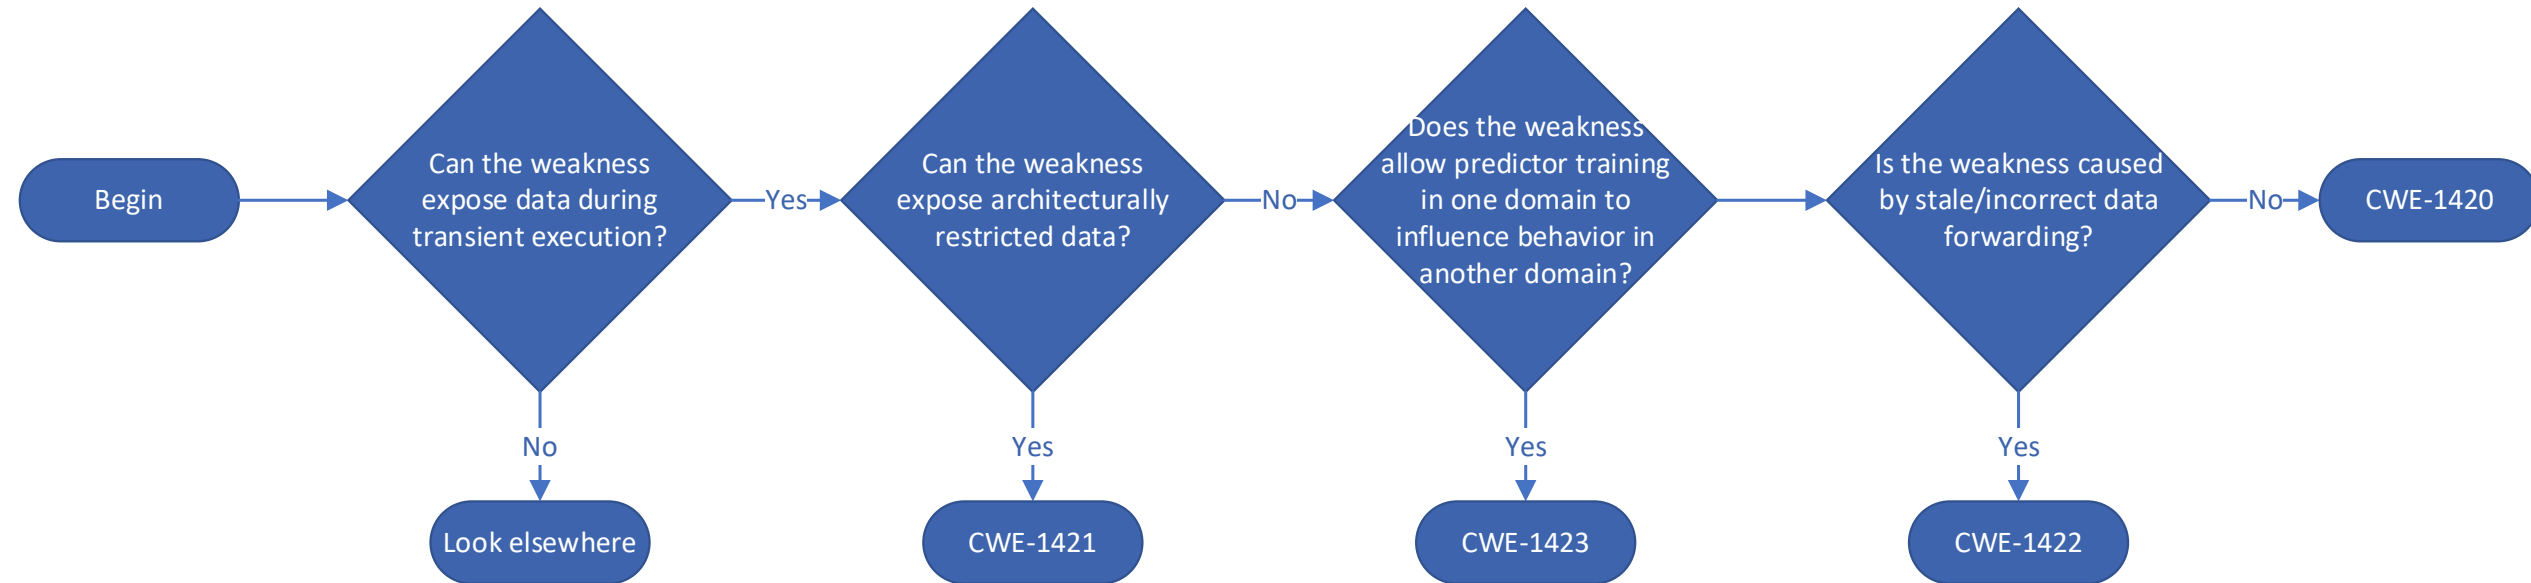 Begin
Can the weakness
expose data during
transient execution?
Yes
Can the weakness
expose architecturally
restricted data?
No
Does the weakness
allow predictor training
in one domain to
influence behavior in
another domain?
Is the weakness caused
by stale/incorrect data
forwarding?
No
CWE-1420
No
Yes
Yes
Yes
Look elsewhere
CWE-1421
CWE-1423
CWE-1422